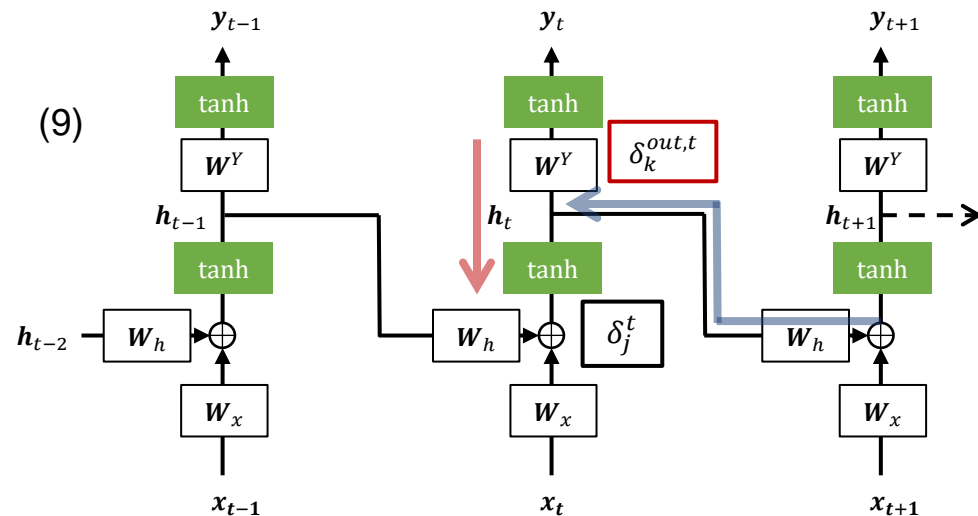 𝒚_{t−1} 𝒚_t 𝒚_{t+1}
tanh tanh tanh
(9)
𝑾^Y 𝑾^Y δ_k^{out,t} 𝑾^Y
𝒉_{t−1} 𝒉_t 𝒉_{t+1}
tanh tanh tanh
𝒉_{t−2} 𝑾_h 𝑾_h δ_j^t 𝑾_h
𝑾_x 𝑾_x 𝑾_x
𝒙_{t−1} 𝒙_t 𝒙_{t+1}